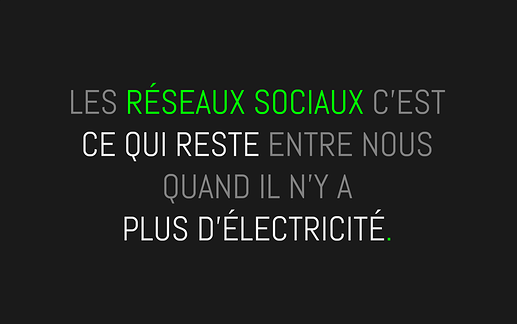 LES RÉSEAUX SOCIAUX C'EST
CE QUI RESTE ENTRE NOUS
QUAND IL N'Y A
PLUS D'ÉLECTRICITÉ.